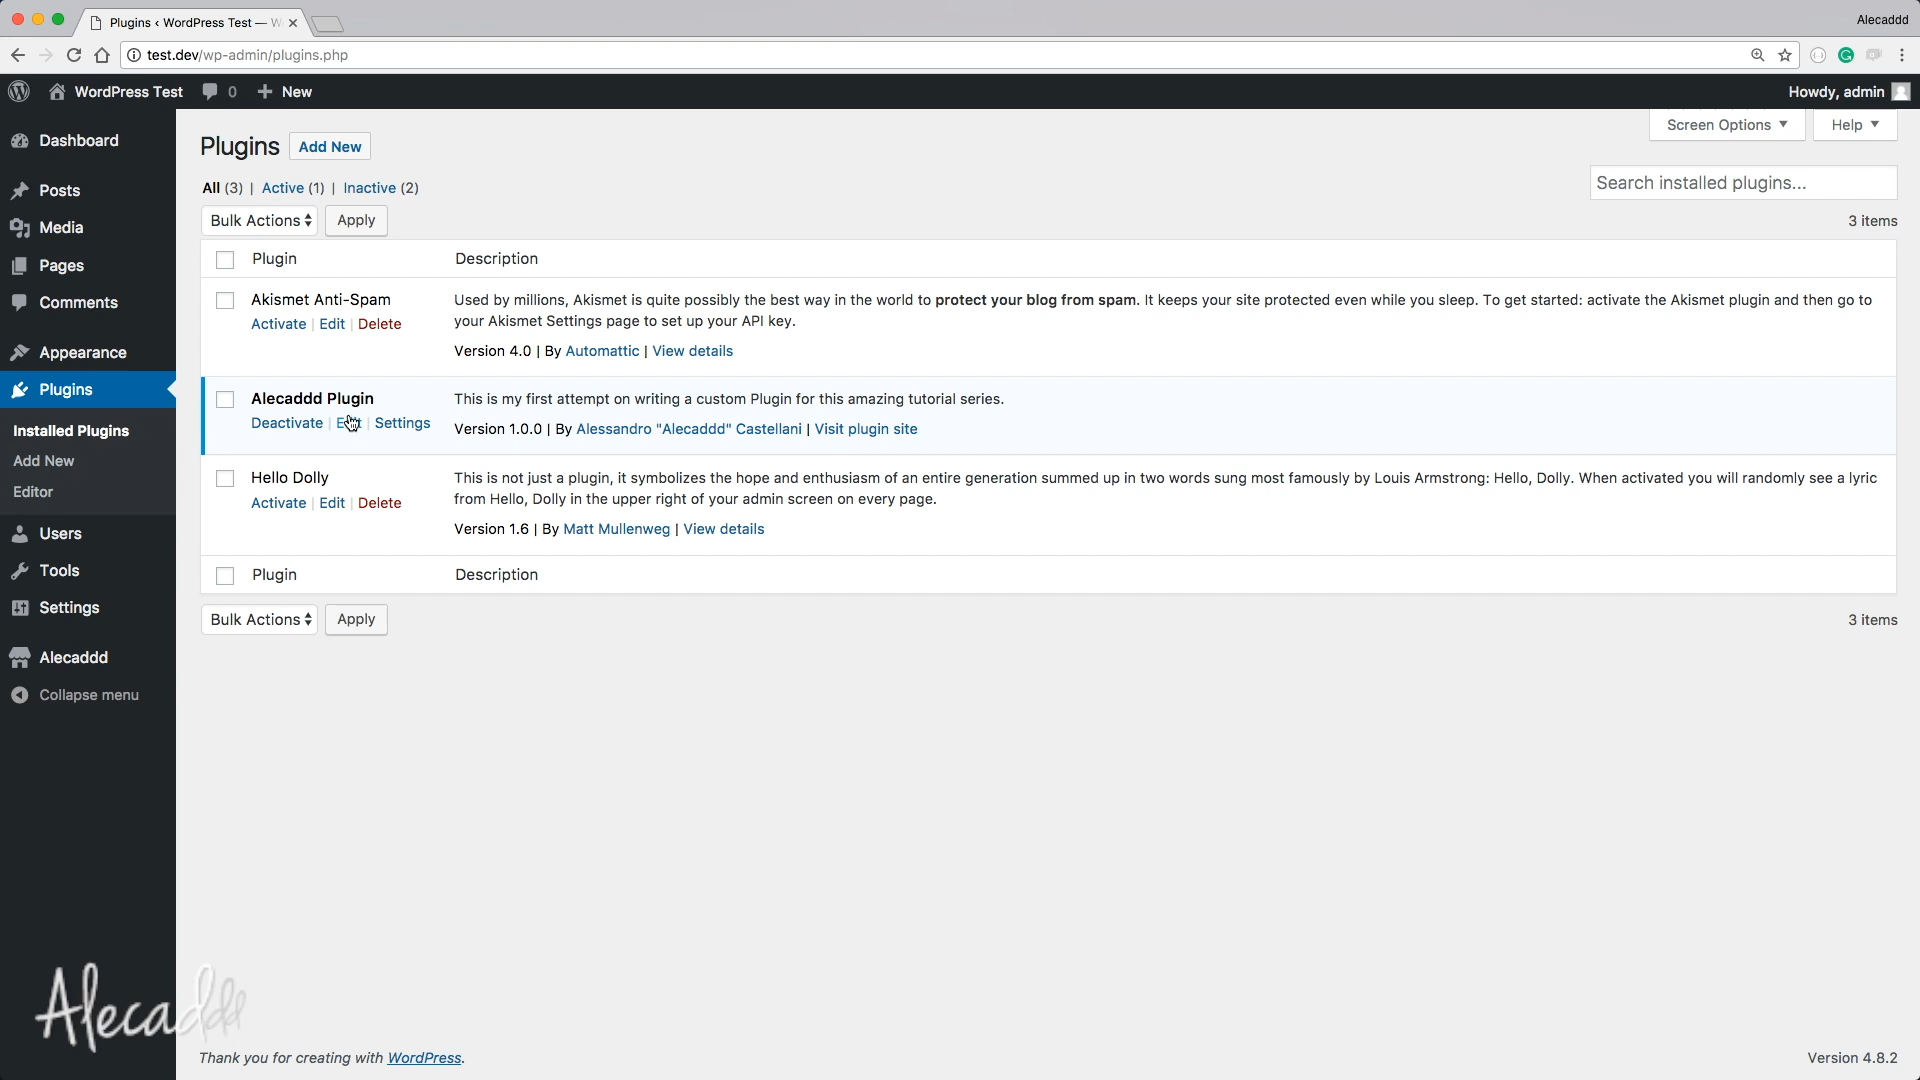 Plugins ‹ WordPress Test — W
Alecaddd
test.dev/wp-admin/plugins.php
WordPress Test 0 New
Howdy, admin
Dashboard
Posts
Media
Pages
Comments
Appearance
Plugins
Installed Plugins
Add New
Editor
Users
Tools
Settings
Alecaddd
Collapse menu
Screen Options
Help
Plugins Add New
All (3) | Active (1) | Inactive (2)
Search installed plugins...
Bulk Actions Apply
3 items
Plugin Description
Akismet Anti-Spam
Activate | Edit | Delete
Used by millions, Akismet is quite possibly the best way in the world to protect your blog from spam. It keeps your site protected even while you sleep. To get started: activate the Akismet plugin and then go to
your Akismet Settings page to set up your API key.
Version 4.0 | By Automattic | View details
Alecaddd Plugin
Deactivate | Edit | Settings
This is my first attempt on writing a custom Plugin for this amazing tutorial series.
Version 1.0.0 | By Alessandro "Alecaddd" Castellani | Visit plugin site
Hello Dolly
Activate | Edit | Delete
This is not just a plugin, it symbolizes the hope and enthusiasm of an entire generation summed up in two words sung most famously by Louis Armstrong: Hello, Dolly. When activated you will randomly see a lyric
from Hello, Dolly in the upper right of your admin screen on every page.
Version 1.6 | By Matt Mullenweg | View details
Plugin Description
Bulk Actions Apply
3 items
Alecaddd
Thank you for creating with WordPress.
Version 4.8.2